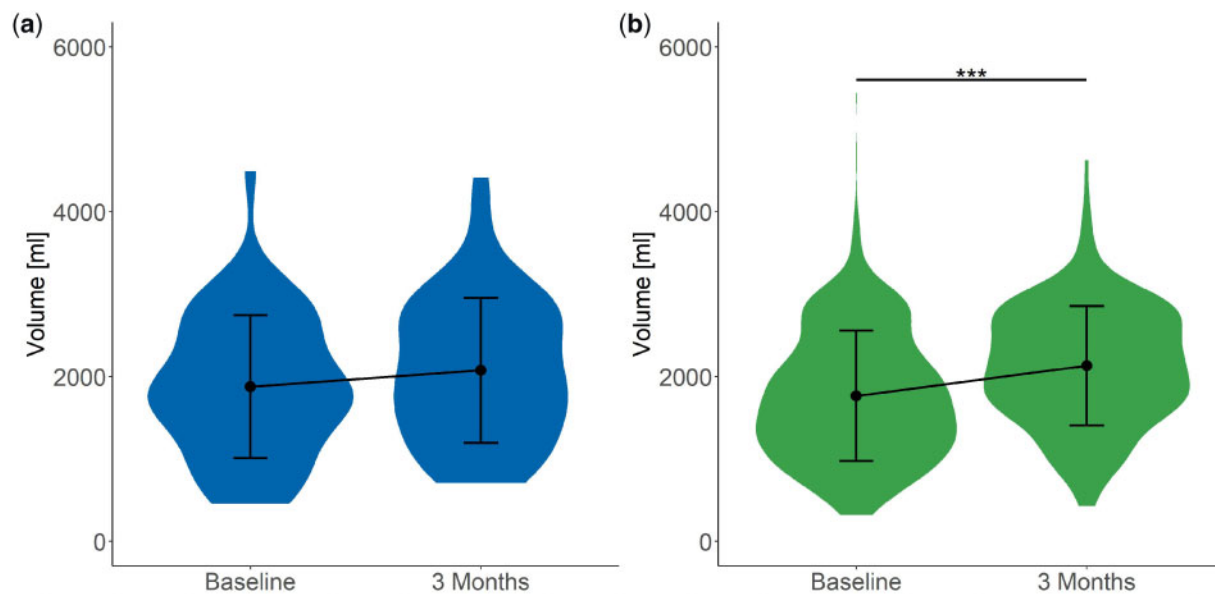 (a)
6000
4000
2000
0
Volume [ml]
Baseline 3 Months
(b)
***
6000
4000
2000
0
Volume [ml]
Baseline 3 Months